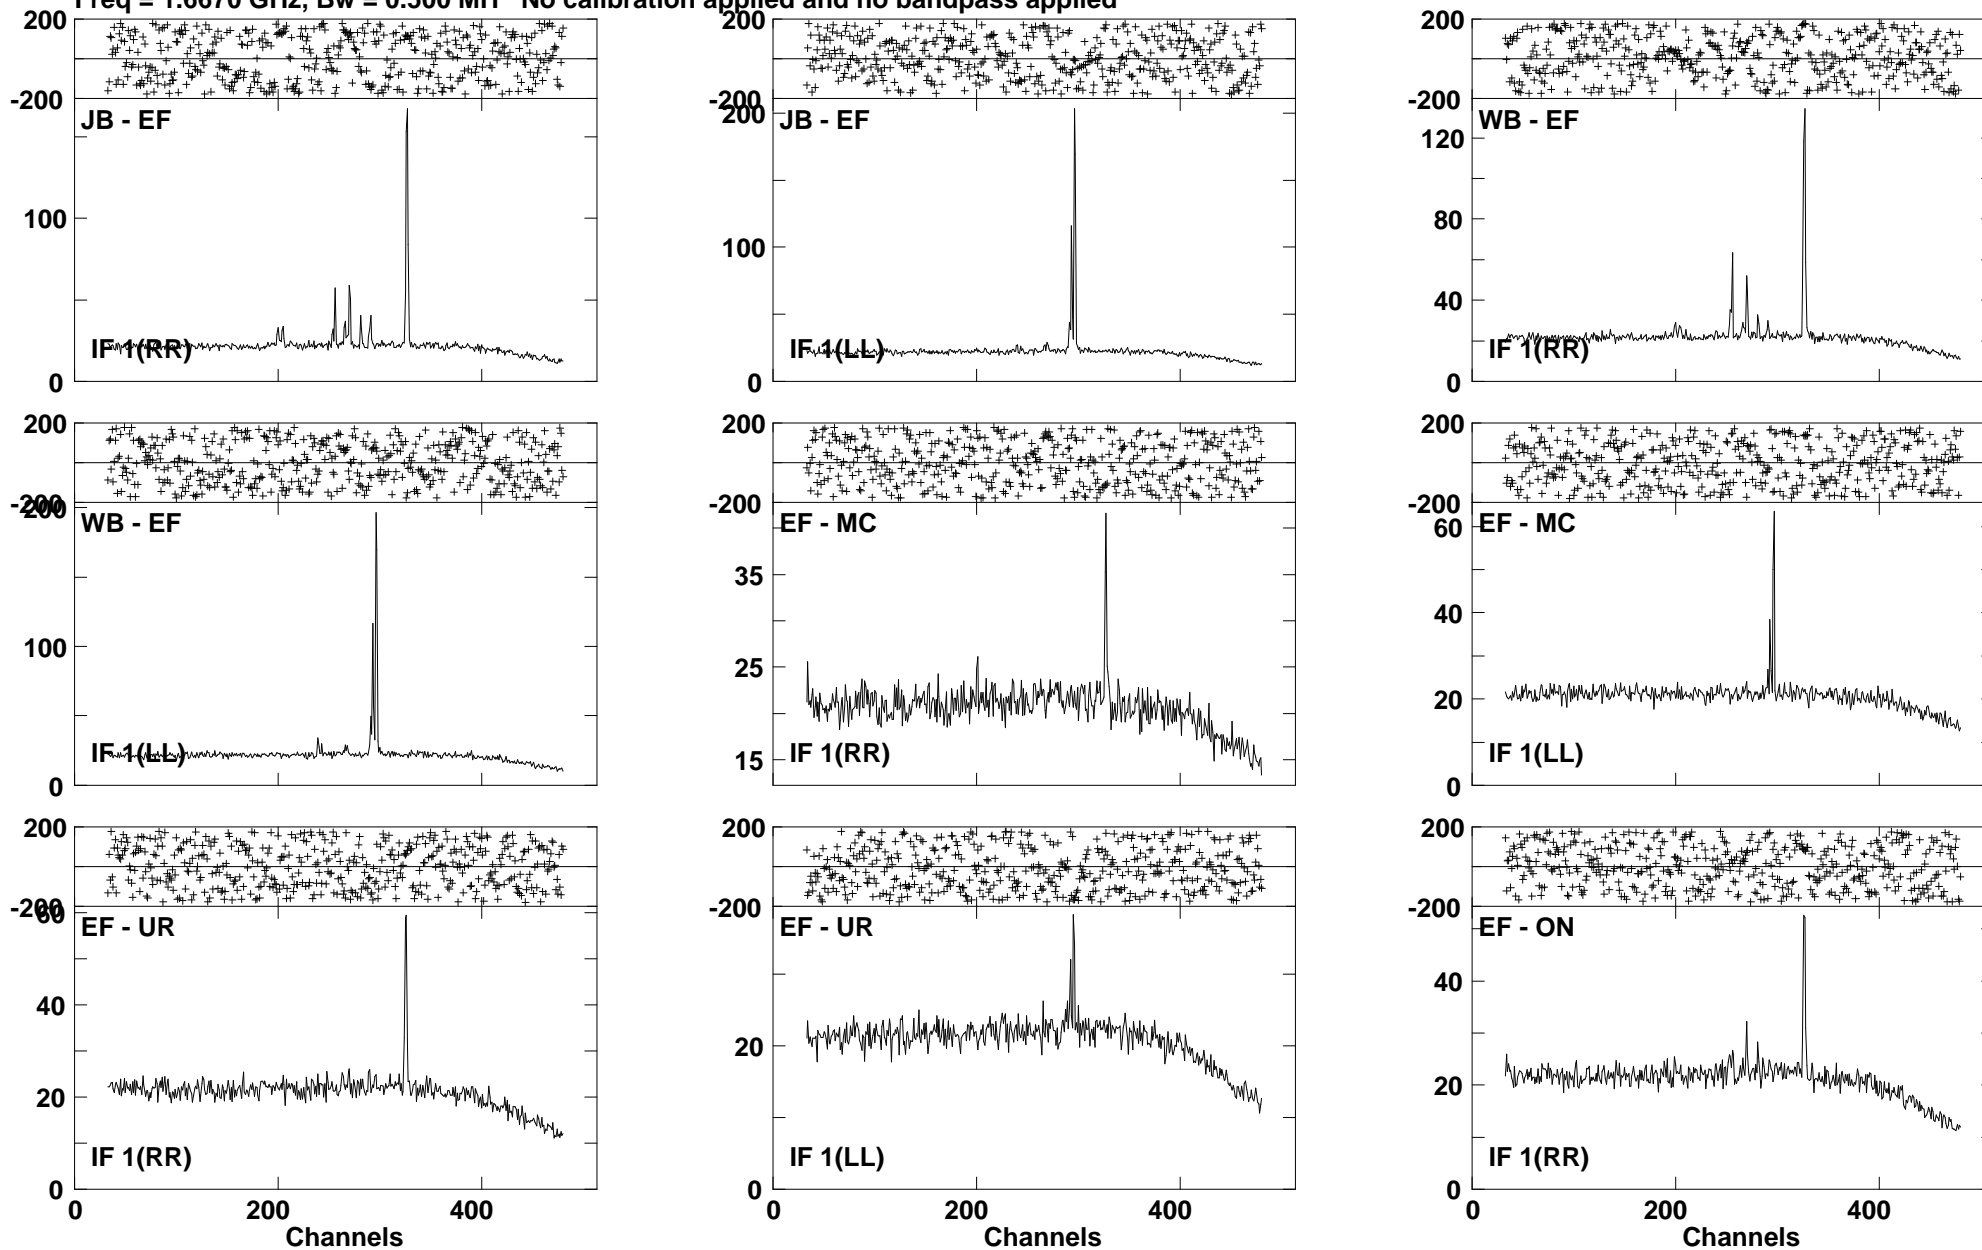 Freq = 1.6670 GHz, Bw = 0.500 MH No calibration applied and no bandpass applied
200 200 200
-200 -200 -200
JB - EF JB - EF WB - EF
200 120
100 100 80
40
IF 1(RR) IF 1(LL) IF 1(RR)
0 0 0
200 200 200
-200 -200 -200
WB - EF EF - MC EF - MC
200 60
35
100 25 40
20
IF 1(LL) IF 1(RR) IF 1(LL)
0 15 0
200 200 200
-200 -200 -200
EF - UR EF - UR EF - ON
60
40 20 40
20 20
IF 1(RR) IF 1(LL) IF 1(RR)
0 0 0
0 200 400 0 200 400 0 200 400
Channels Channels Channels